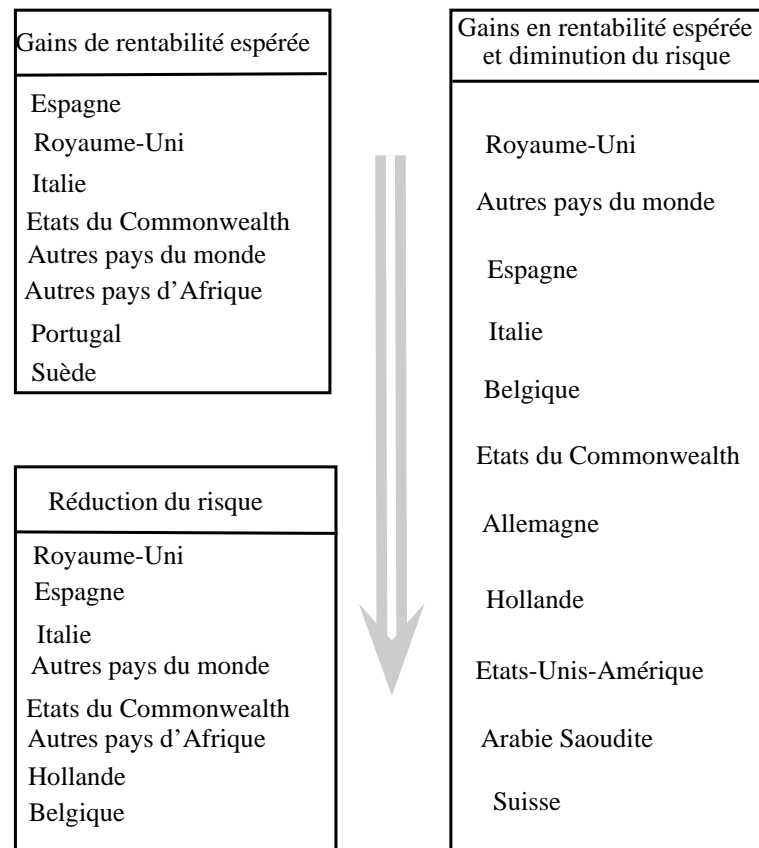 Gains de rentabilité espérée
Espagne
Royaume-Uni
Italie
Etats du Commonwealth
Autres pays du monde
Autres pays d’Afrique
Portugal
Suède
Réduction du risque
Royaume-Uni
Espagne
Italie
Autres pays du monde
Etats du Commonwealth
Autres pays d’Afrique
Hollande
Belgique
Gains en rentabilité espérée
et diminution du risque
Royaume-Uni
Autres pays du monde
Espagne
Italie
Belgique
Etats du Commonwealth
Allemagne
Hollande
Etats-Unis-Amérique
Arabie Saoudite
Suisse